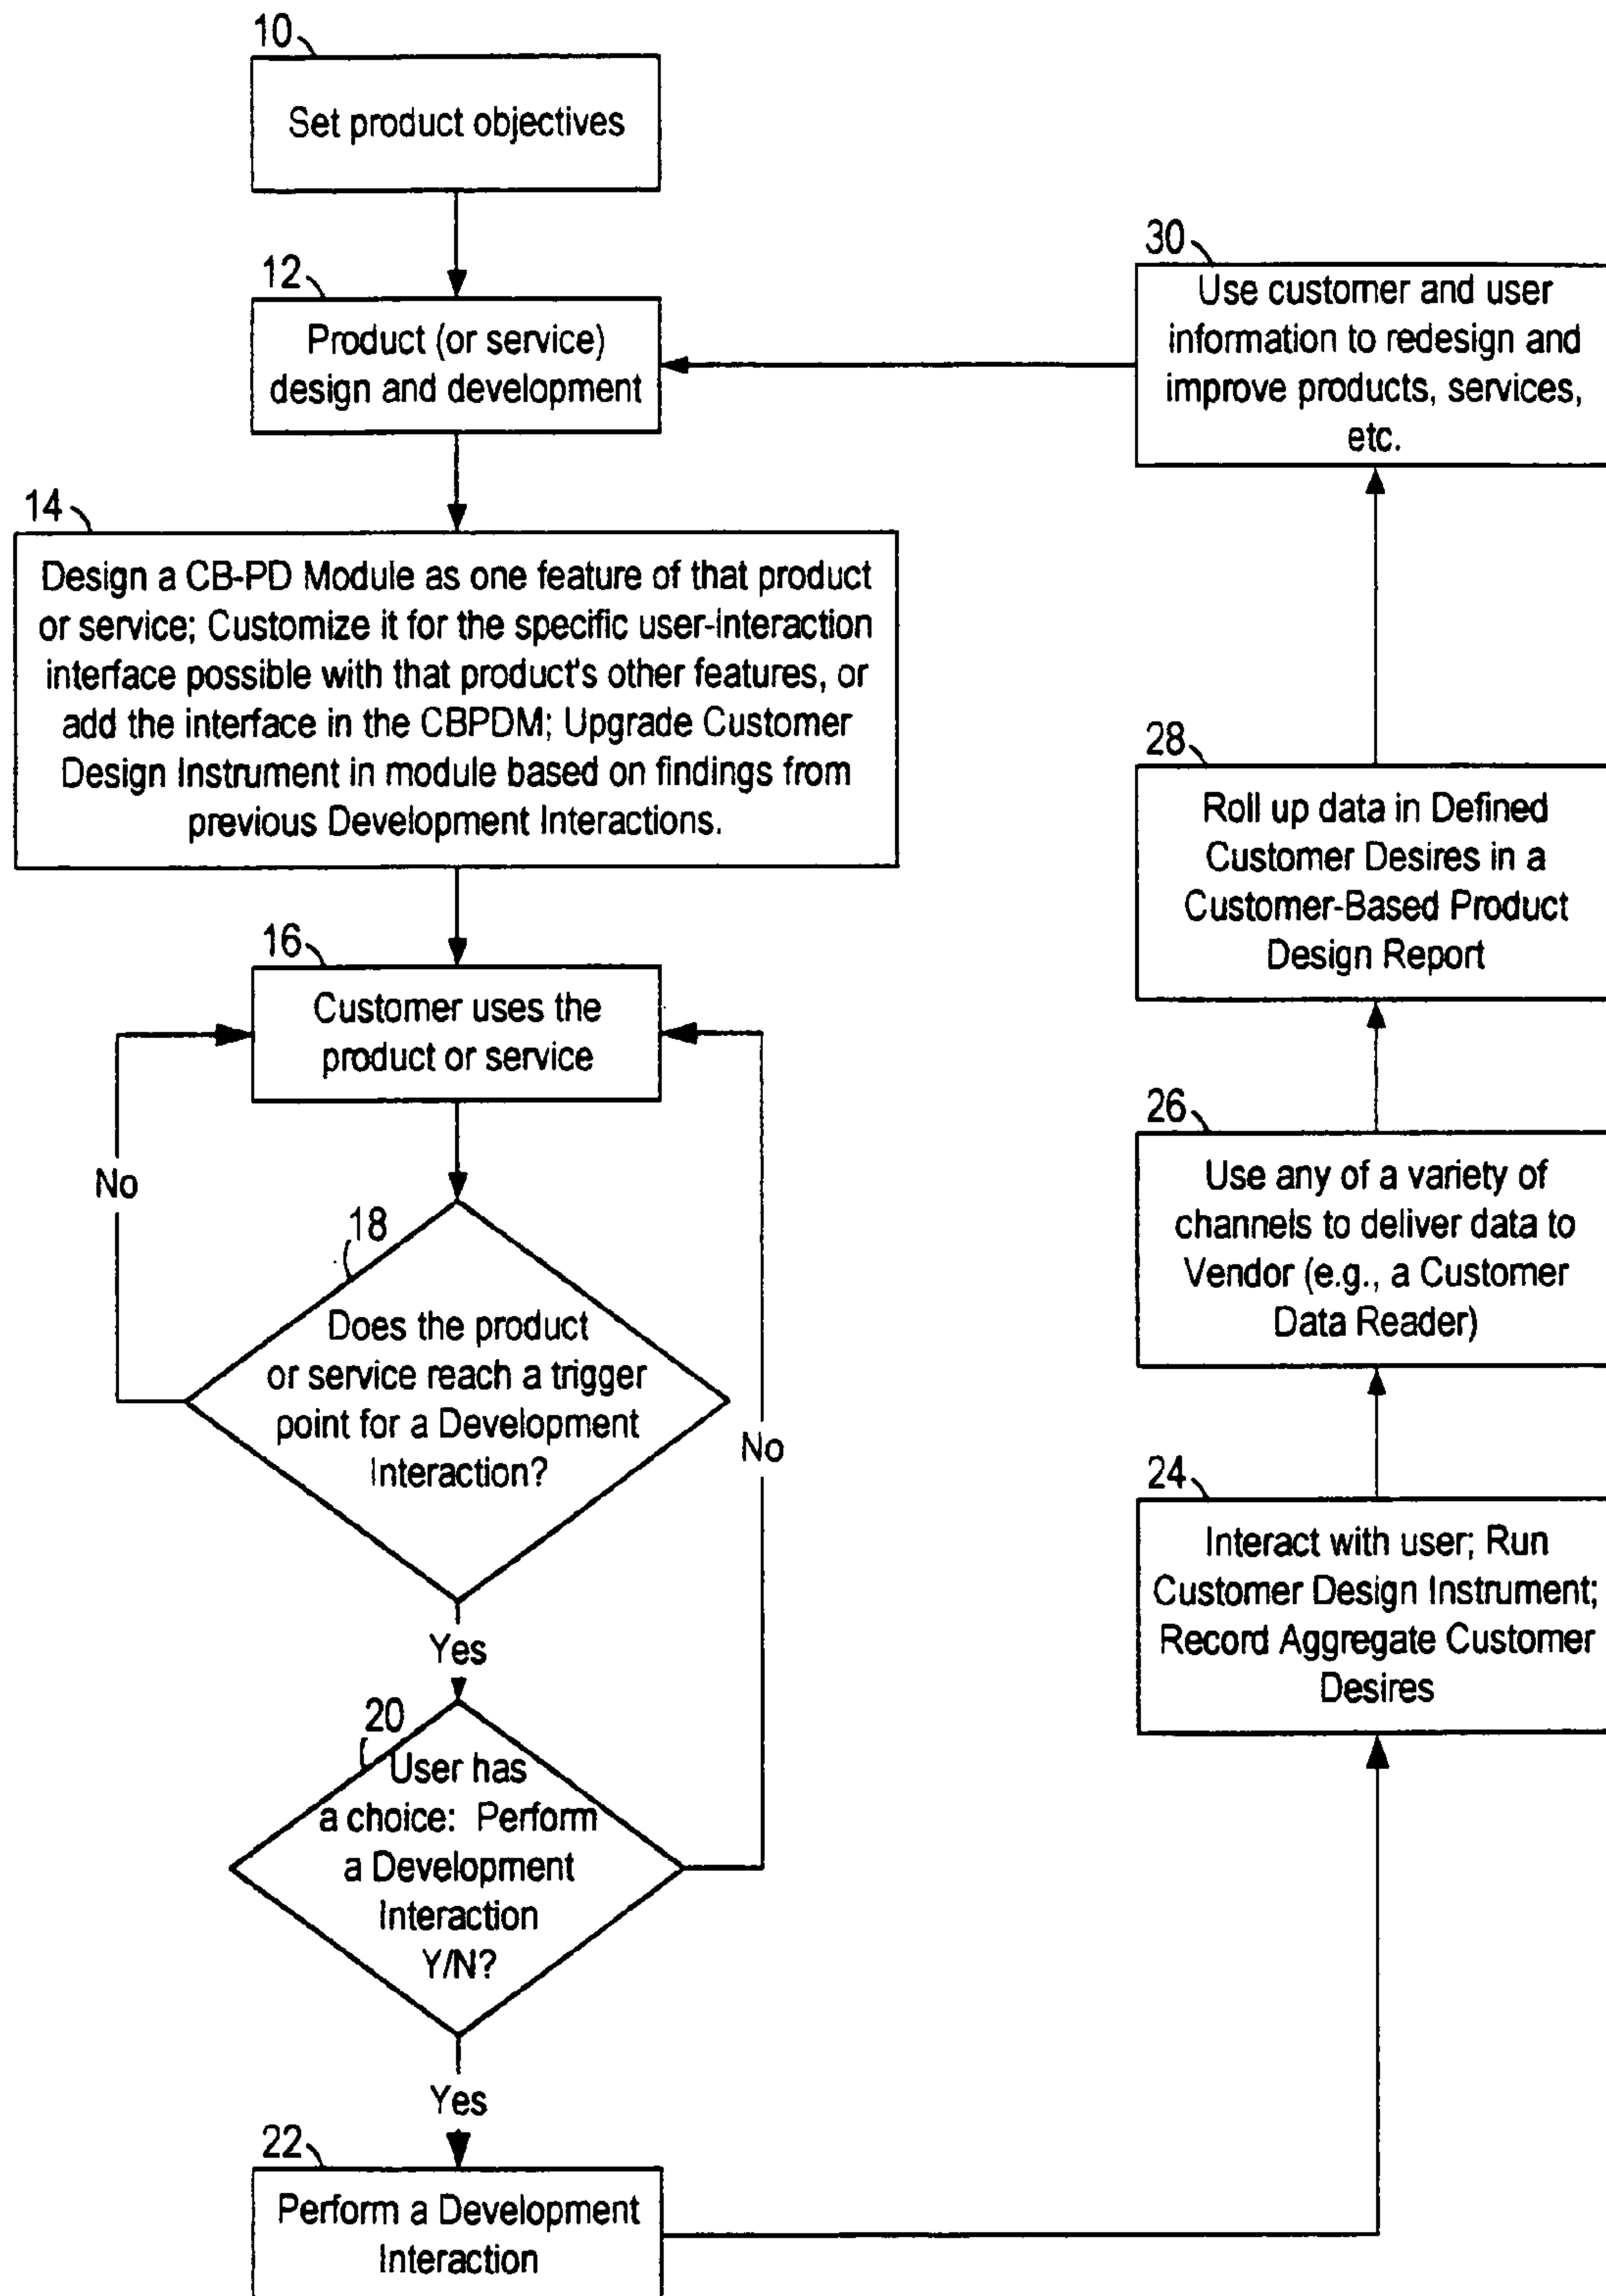 10
Set product objectives
12
Product (or service)
design and development
14
Design a CB-PD Module as one feature of that product
or service; Customize it for the specific user-interaction
interface possible with that product's other features, or
add the interface in the CBPDM; Upgrade Customer
Design Instrument in module based on findings from
previous Development Interactions.
16
Customer uses the
product or service
No
18
Does the product
or service reach a trigger
point for a Development
Interaction?
No
Yes
20
User has
a choice: Perform
a Development
Interaction
Y/N?
Yes
22
Perform a Development
Interaction
24
Interact with user; Run
Customer Design Instrument;
Record Aggregate Customer
Desires
26
Use any of a variety of
channels to deliver data to
Vendor (e.g., a Customer
Data Reader)
28
Roll up data in Defined
Customer Desires in a
Customer-Based Product
Design Report
30
Use customer and user
information to redesign and
improve products, services,
etc.